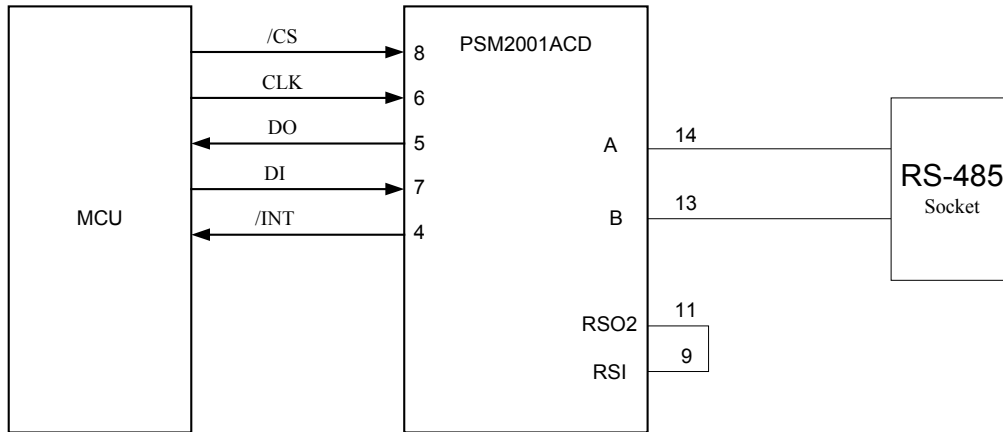 /CS
8
PSM2001ACD
CLK
6
DO
5
A
14
RS-485
Socket
DI
7
MCU
B
13
/INT
4
RSO2
11
RSI
9